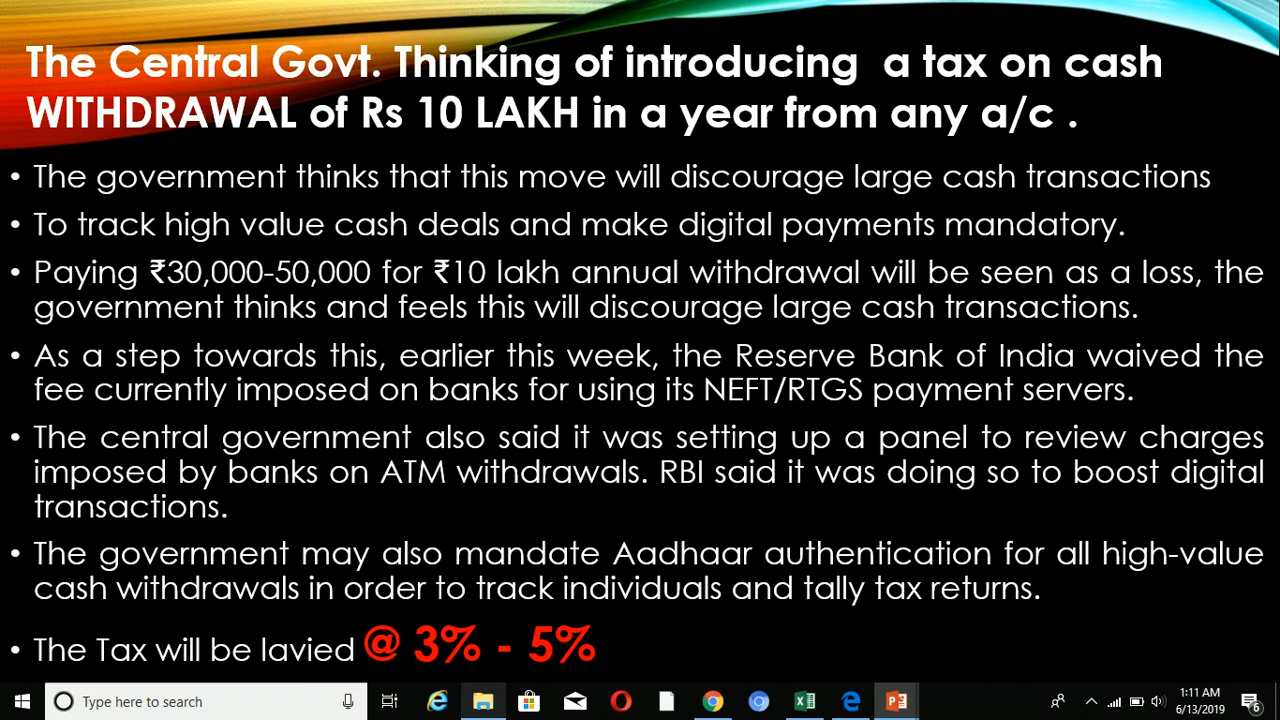 The Central Govt. Thinking of introducing a tax on cash
WITHDRAWAL of Rs 10 LAKH in a year from any a/c .
• The government thinks that this move will discourage large cash transactions
• To track high value cash deals and make digital payments mandatory.
• Paying ₹30,000-50,000 for ₹10 lakh annual withdrawal will be seen as a loss, the
government thinks and feels this will discourage large cash transactions.
• As a step towards this, earlier this week, the Reserve Bank of India waived the
fee currently imposed on banks for using its NEFT/RTGS payment servers.
• The central government also said it was setting up a panel to review charges
imposed by banks on ATM withdrawals. RBI said it was doing so to boost digital
transactions.
• The government may also mandate Aadhaar authentication for all high-value
cash withdrawals in order to track individuals and tally tax returns.
• The Tax will be lavied @ 3% - 5%
Type here to search
1:11 AM
6/13/2019
6